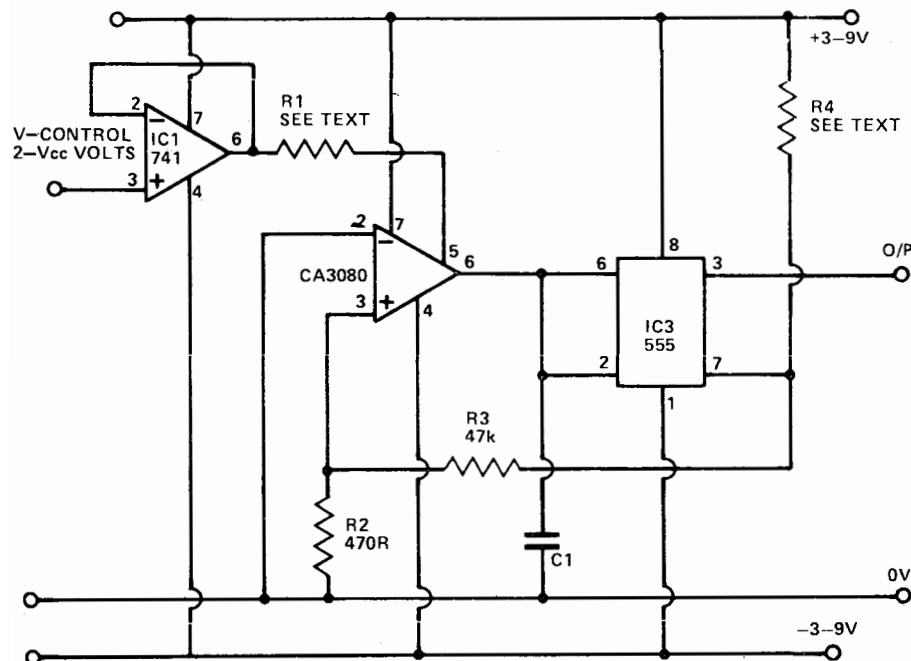 +3–9V
R1
SEE TEXT
R4
SEE TEXT
2
7
IC1
741
6
V–CONTROL
2–Vcc VOLTS
3
4
2
7
5
6
CA3080
3
4
8
6
3
O/P
IC3
555
2
7
1
R3
47k
R2
470R
C1
0V
–3–9V